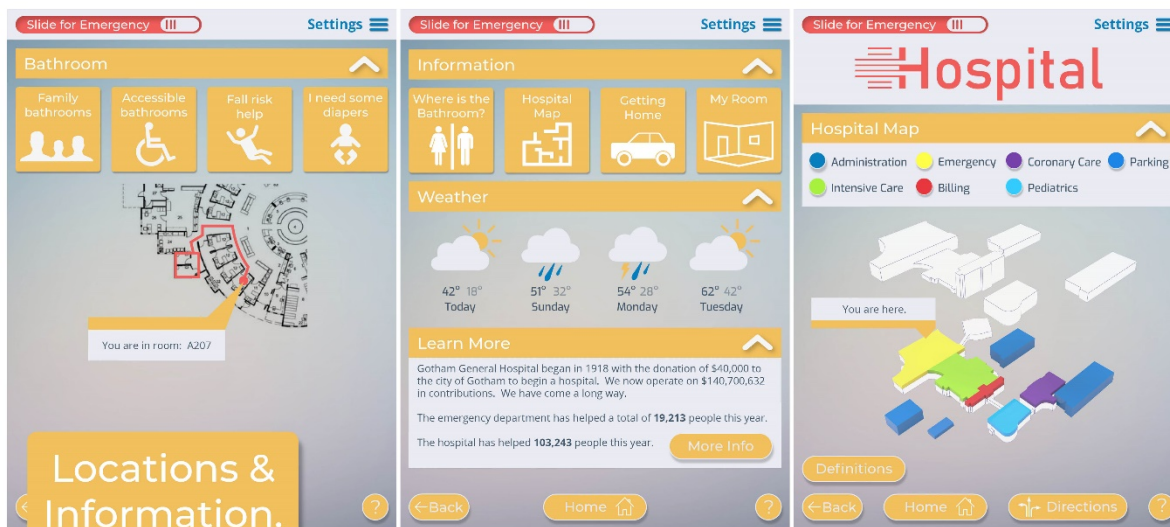 Slide for Emergency
Settings
Bathroom
Family
bathrooms
Accessible
bathrooms
Fall risk
help
I need some
diapers
You are in room: A207
Locations &
Information.
?
Slide for Emergency
Settings
Information
Where is the
Bathroom?
Hospital
Map
Getting
Home
My Room
Weather
42° 18°
Today
51° 32°
Sunday
54° 28°
Monday
62° 42°
Tuesday
Learn More
Gotham General Hospital began in 1918 with the donation of $40,000 to
the city of Gotham to begin a hospital. We now operate on $140,700,632
in contributions. We have come a long way.
The emergency department has helped a total of 19,213 people this year.
The hospital has helped 103,243 people this year.
More Info
←Back
Home
?
Slide for Emergency
Settings
Hospital
Hospital Map
Administration
Emergency
Coronary Care
Parking
Intensive Care
Billing
Pediatrics
You are here.
Definitions
←Back
Home
Directions
?